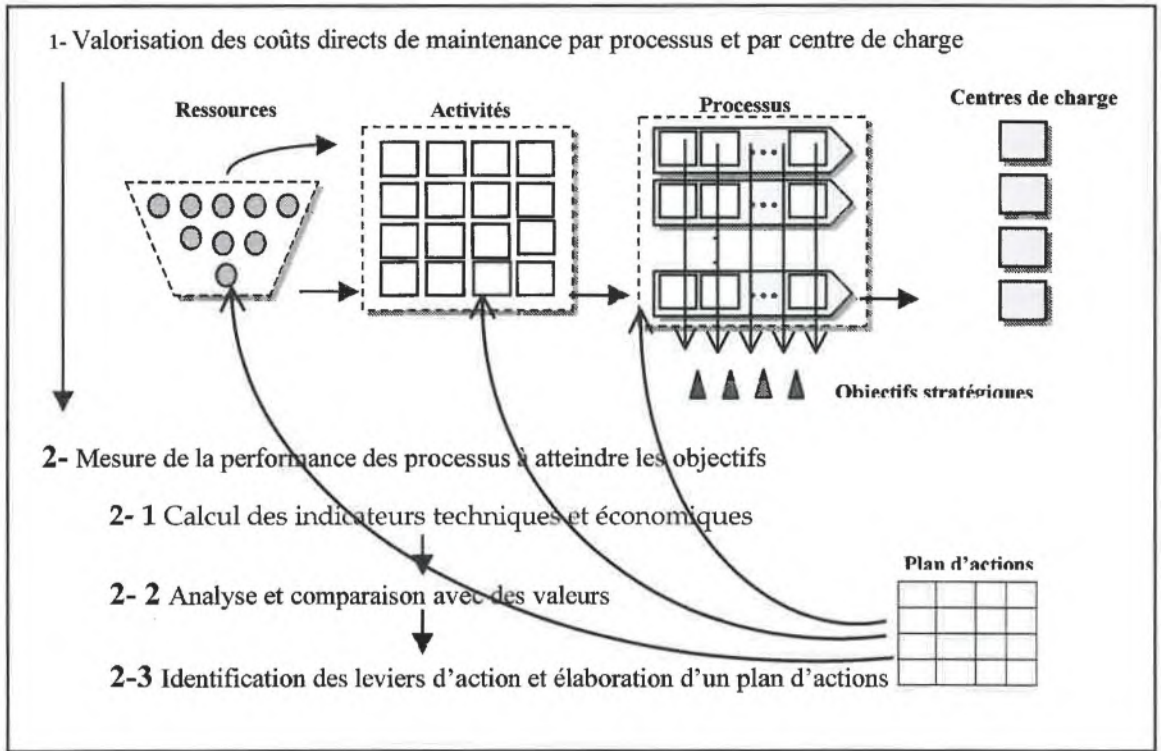 1- Valorisation des coûts directs de maintenance par processus et par centre de charge
Ressources
Activités
Processus
Centres de charge
...
...
...
Objectifs stratégiques
2- Mesure de la performance des processus à atteindre les objectifs
2- 1 Calcul des indicateurs techniques et économiques
Plan d'actions
2- 2 Analyse et comparaison avec des valeurs
2-3 Identification des leviers d'action et élaboration d'un plan d'actions